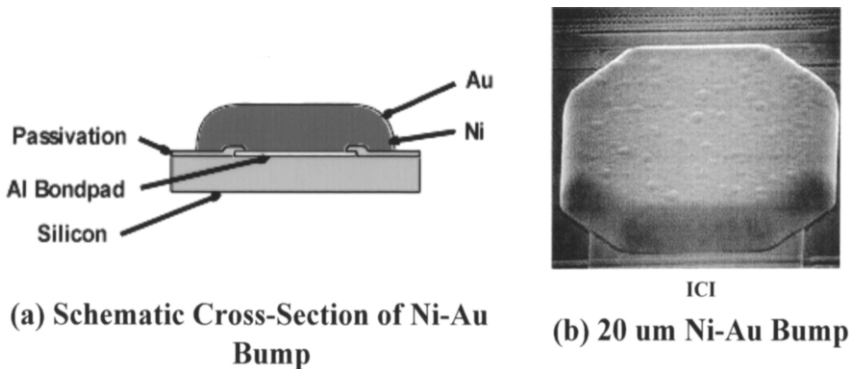 Au
Passivation
Ni
Al Bondpad
Silicon
(a) Schematic Cross-Section of Ni-Au
Bump
ICI
(b) 20 um Ni-Au Bump